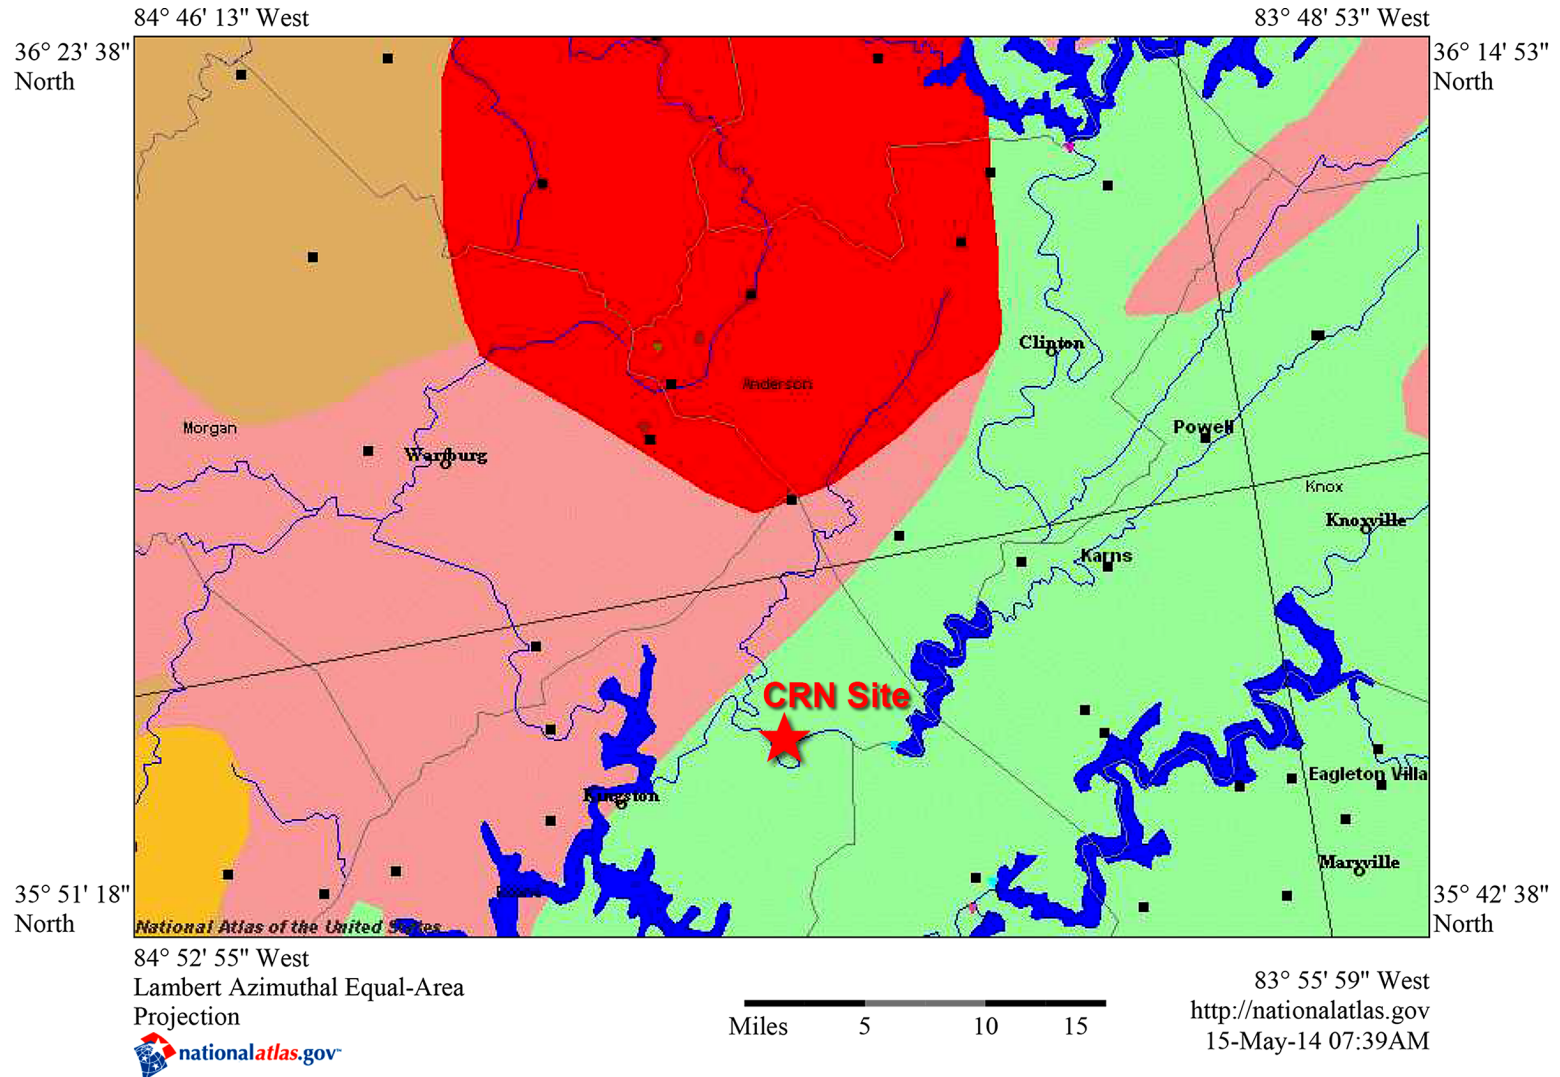 84° 46' 13" West
83° 48' 53" West
36° 23' 38"
North
36° 14' 53"
North
Clinton
Anderson
Morgan
Powell
Wartburg
Knox
Knoxville
Karns
CRN Site
Eagleton Villa
Kingston
Maryville
Roane
35° 51' 18"
North
35° 42' 38"
North
National Atlas of the United States
84° 52' 55" West
Lambert Azimuthal Equal-Area
Projection
nationalatlas.gov™
Miles 5 10 15
83° 55' 59" West
http://nationalatlas.gov
15-May-14 07:39AM